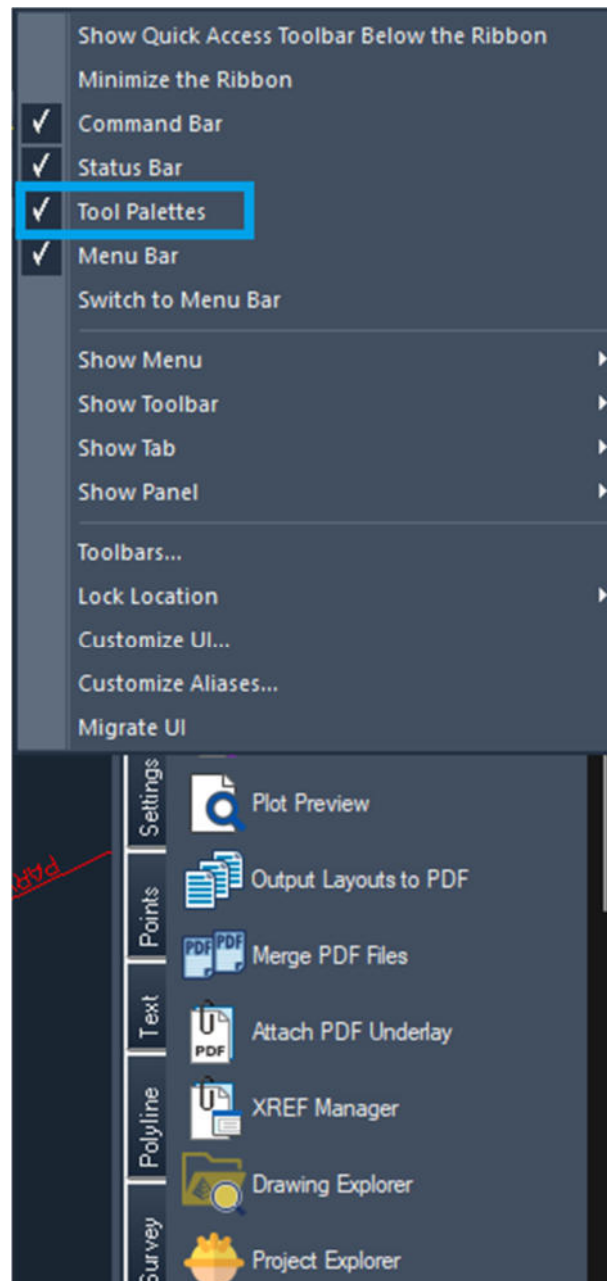 Show Quick Access Toolbar Below the Ribbon
Minimize the Ribbon
Command Bar
Status Bar
Tool Palettes
Menu Bar
Switch to Menu Bar
Show Menu
Show Toolbar
Show Tab
Show Panel
Toolbars...
Lock Location
Customize UI...
Customize Aliases...
Migrate UI
Settings
Points
Text
Polyline
Survey
Plot Preview
Output Layouts to PDF
PDF PDF
Merge PDF Files
PDF
Attach PDF Underlay
XREF Manager
Drawing Explorer
Project Explorer